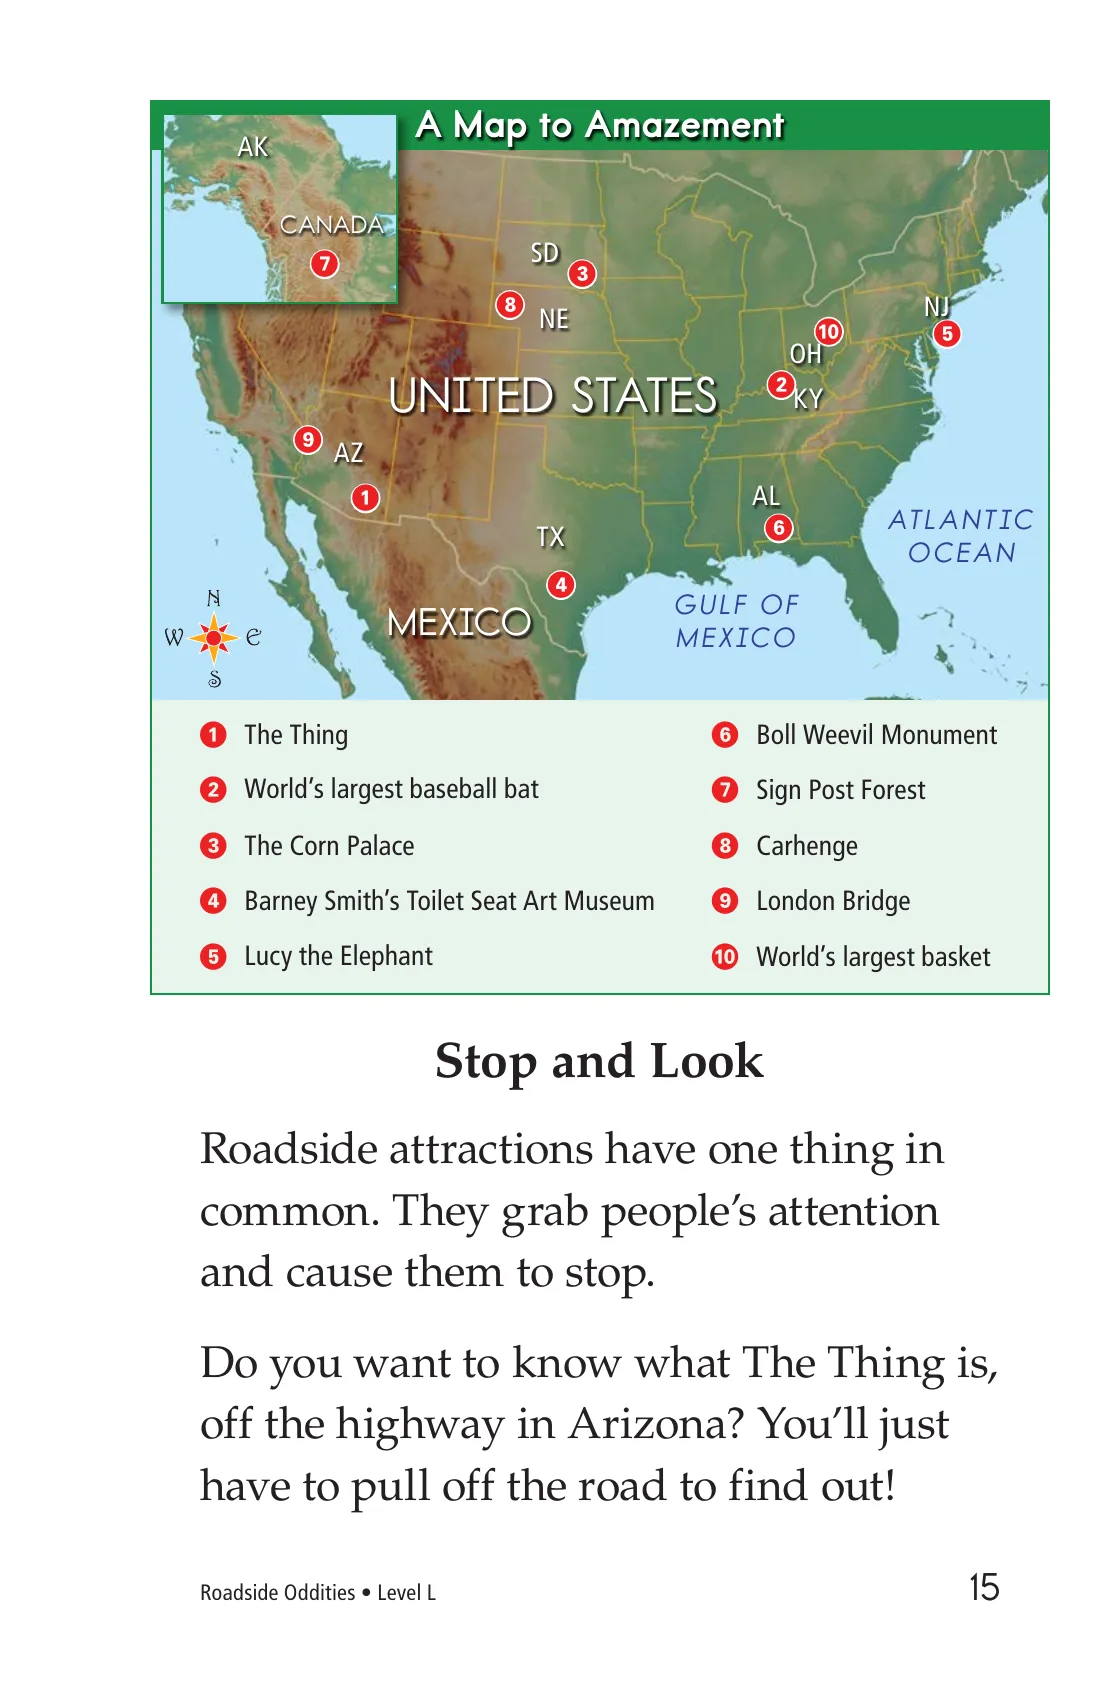 A Map to Amazement
AK
CANADA
7
SD
3
8
NE
NJ
5
10
OH
2
KY
UNITED STATES
9
AZ
1
AL
6
TX
4
ATLANTIC
OCEAN
GULF OF
MEXICO
MEXICO
N
W E
S
1 The Thing
2 World’s largest baseball bat
3 The Corn Palace
4 Barney Smith’s Toilet Seat Art Museum
5 Lucy the Elephant
6 Boll Weevil Monument
7 Sign Post Forest
8 Carhenge
9 London Bridge
10 World’s largest basket
Stop and Look
Roadside attractions have one thing in
common. They grab people’s attention
and cause them to stop.
Do you want to know what The Thing is,
off the highway in Arizona? You’ll just
have to pull off the road to find out!
Roadside Oddities • Level L
15